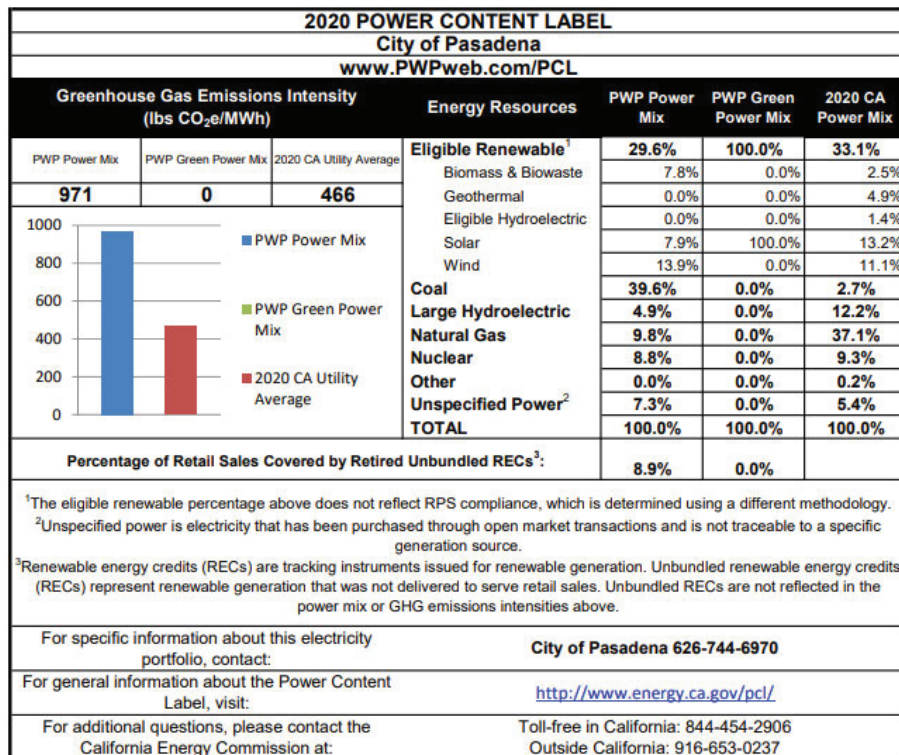 2020 POWER CONTENT LABEL
City of Pasadena
www.PWPweb.com/PCL
Greenhouse Gas Emissions Intensity
(lbs CO₂e/MWh)
PWP Power Mix PWP Green Power Mix 2020 CA Utility Average
971 0 466
1000
800
600
400
200
0
PWP Power Mix
PWP Green Power
Mix
2020 CA Utility
Average
Energy Resources PWP Power Mix PWP Green Power Mix 2020 CA Power Mix
Eligible Renewable¹ 29.6% 100.0% 33.1%
Biomass & Biowaste 7.8% 0.0% 2.5%
Geothermal 0.0% 0.0% 4.9%
Eligible Hydroelectric 0.0% 0.0% 1.4%
Solar 7.9% 100.0% 13.2%
Wind 13.9% 0.0% 11.1%
Coal 39.6% 0.0% 2.7%
Large Hydroelectric 4.9% 0.0% 12.2%
Natural Gas 9.8% 0.0% 37.1%
Nuclear 8.8% 0.0% 9.3%
Other 0.0% 0.0% 0.2%
Unspecified Power² 7.3% 0.0% 5.4%
TOTAL 100.0% 100.0% 100.0%
Percentage of Retail Sales Covered by Retired Unbundled RECs³: 8.9% 0.0%
¹The eligible renewable percentage above does not reflect RPS compliance, which is determined using a different methodology.
²Unspecified power is electricity that has been purchased through open market transactions and is not traceable to a specific
generation source.
³Renewable energy credits (RECs) are tracking instruments issued for renewable generation. Unbundled renewable energy credits
(RECs) represent renewable generation that was not delivered to serve retail sales. Unbundled RECs are not reflected in the
power mix or GHG emissions intensities above.
For specific information about this electricity
portfolio, contact:
City of Pasadena 626-744-6970
For general information about the Power Content
Label, visit:
http://www.energy.ca.gov/pcl/
For additional questions, please contact the
California Energy Commission at:
Toll-free in California: 844-454-2906
Outside California: 916-653-0237